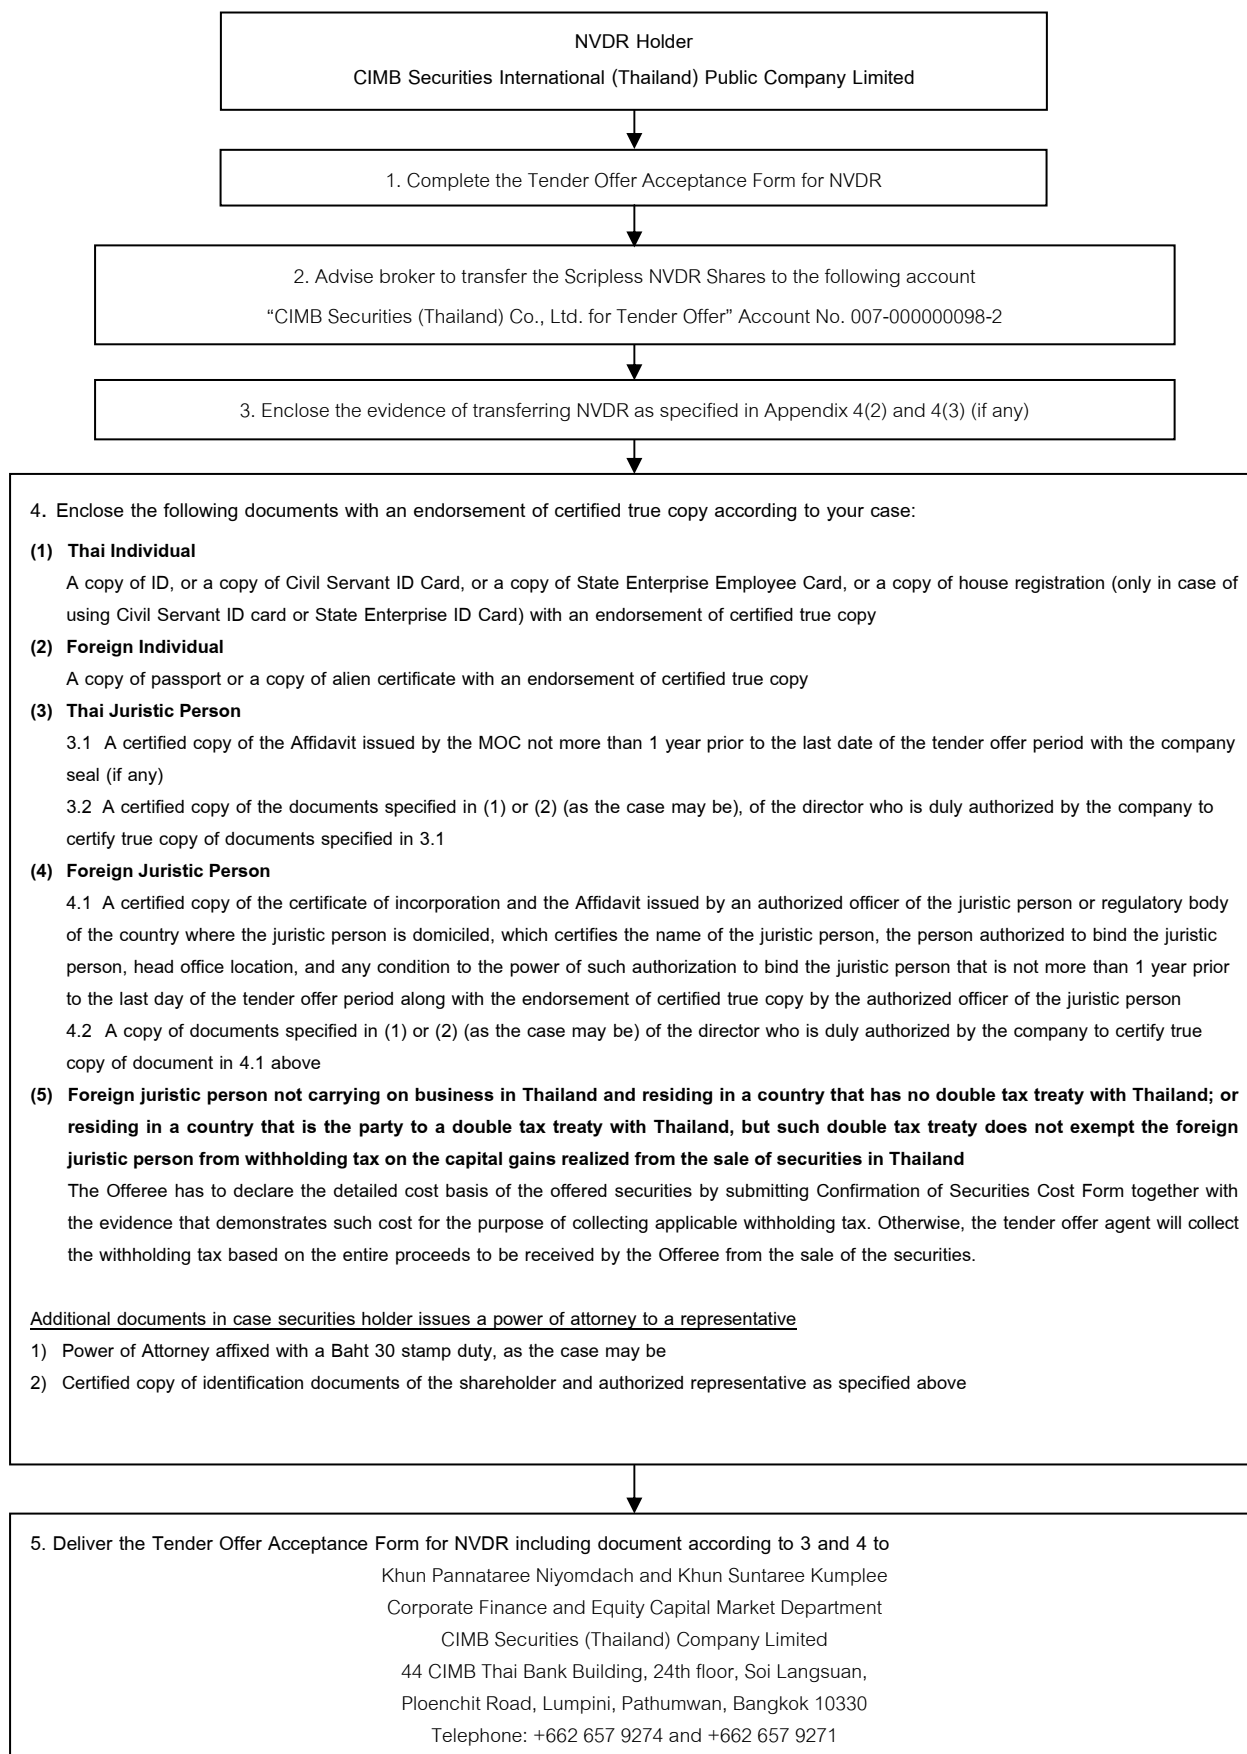 NVDR Holder
CIMB Securities International (Thailand) Public Company Limited
1. Complete the Tender Offer Acceptance Form for NVDR
2. Advise broker to transfer the Scripless NVDR Shares to the following account
“CIMB Securities (Thailand) Co., Ltd. for Tender Offer” Account No. 007-000000098-2
3. Enclose the evidence of transferring NVDR as specified in Appendix 4(2) and 4(3) (if any)
4. Enclose the following documents with an endorsement of certified true copy according to your case:
(1) Thai Individual
A copy of ID, or a copy of Civil Servant ID Card, or a copy of State Enterprise Employee Card, or a copy of house registration (only in case of
using Civil Servant ID card or State Enterprise ID Card) with an endorsement of certified true copy
(2) Foreign Individual
A copy of passport or a copy of alien certificate with an endorsement of certified true copy
(3) Thai Juristic Person
3.1 A certified copy of the Affidavit issued by the MOC not more than 1 year prior to the last date of the tender offer period with the company
seal (if any)
3.2 A certified copy of the documents specified in (1) or (2) (as the case may be), of the director who is duly authorized by the company to
certify true copy of documents specified in 3.1
(4) Foreign Juristic Person
4.1 A certified copy of the certificate of incorporation and the Affidavit issued by an authorized officer of the juristic person or regulatory body
of the country where the juristic person is domiciled, which certifies the name of the juristic person, the person authorized to bind the juristic
person, head office location, and any condition to the power of such authorization to bind the juristic person that is not more than 1 year prior
to the last day of the tender offer period along with the endorsement of certified true copy by the authorized officer of the juristic person
4.2 A copy of documents specified in (1) or (2) (as the case may be) of the director who is duly authorized by the company to certify true
copy of document in 4.1 above
(5) Foreign juristic person not carrying on business in Thailand and residing in a country that has no double tax treaty with Thailand; or
residing in a country that is the party to a double tax treaty with Thailand, but such double tax treaty does not exempt the foreign
juristic person from withholding tax on the capital gains realized from the sale of securities in Thailand
The Offeree has to declare the detailed cost basis of the offered securities by submitting Confirmation of Securities Cost Form together with
the evidence that demonstrates such cost for the purpose of collecting applicable withholding tax. Otherwise, the tender offer agent will collect
the withholding tax based on the entire proceeds to be received by the Offeree from the sale of the securities.
Additional documents in case securities holder issues a power of attorney to a representative
1) Power of Attorney affixed with a Baht 30 stamp duty, as the case may be
2) Certified copy of identification documents of the shareholder and authorized representative as specified above
5. Deliver the Tender Offer Acceptance Form for NVDR including document according to 3 and 4 to
Khun Pannataree Niyomdach and Khun Suntaree Kumplee
Corporate Finance and Equity Capital Market Department
CIMB Securities (Thailand) Company Limited
44 CIMB Thai Bank Building, 24th floor, Soi Langsuan,
Ploenchit Road, Lumpini, Pathumwan, Bangkok 10330
Telephone: +662 657 9274 and +662 657 9271